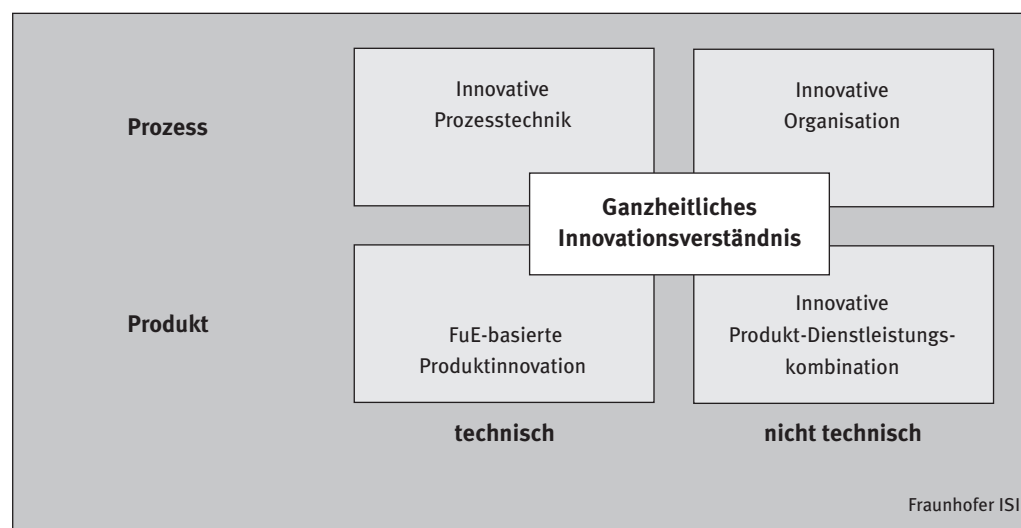 Prozess
Innovative
Prozesstechnik
Innovative
Organisation
Ganzheitliches
Innovationsverständnis
Produkt
FuE-basierte
Produktinnovation
Innovative
Produkt-Dienstleistungs-
kombination
technisch
nicht technisch
Fraunhofer ISI